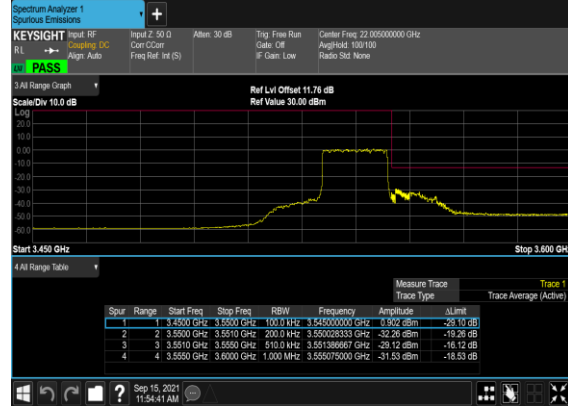 Spectrum Analyzer 1
Spurious Emissions
KEYSIGHT Input: RF Input Z: 50 Ω Atten: 30 dB Trig: Free Run Center Freq: 22.005000000 GHz
RL Coupling: DC Corr CCorr Gate: Off Avg|Hold: 100/100
Align: Auto Freq Ref: Int (S) IF Gain: Low Radio Std: None
PASS
3 All Range Graph
Ref Lvl Offset 11.76 dB
Scale/Div 10.0 dB Ref Value 30.00 dBm
Log
20.0
10.0
0.00
-10.0
-20.0
-30.0
-40.0
-50.0
-60.0
Start 3.450 GHz Stop 3.600 GH
4 All Range Table
Measure Trace Trace 1
Trace Type Trace Average (Active)
Spur Range Start Freq Stop Freq RBW Frequency Amplitude ΔLimit
1 1 3.4500 GHz 3.5500 GHz 100.0 kHz 3.545000000 GHz 0.902 dBm -29.10 dB
2 2 3.5500 GHz 3.5510 GHz 200.0 kHz 3.550028333 GHz -32.26 dBm -19.26 dB
3 3 3.5510 GHz 3.5550 GHz 510.0 kHz 3.551386667 GHz -29.12 dBm -16.12 dB
4 4 3.5550 GHz 3.6000 GHz 1.000 MHz 3.555075000 GHz -31.53 dBm -18.53 dB
? Sep 15, 2021
11:54:41 AM